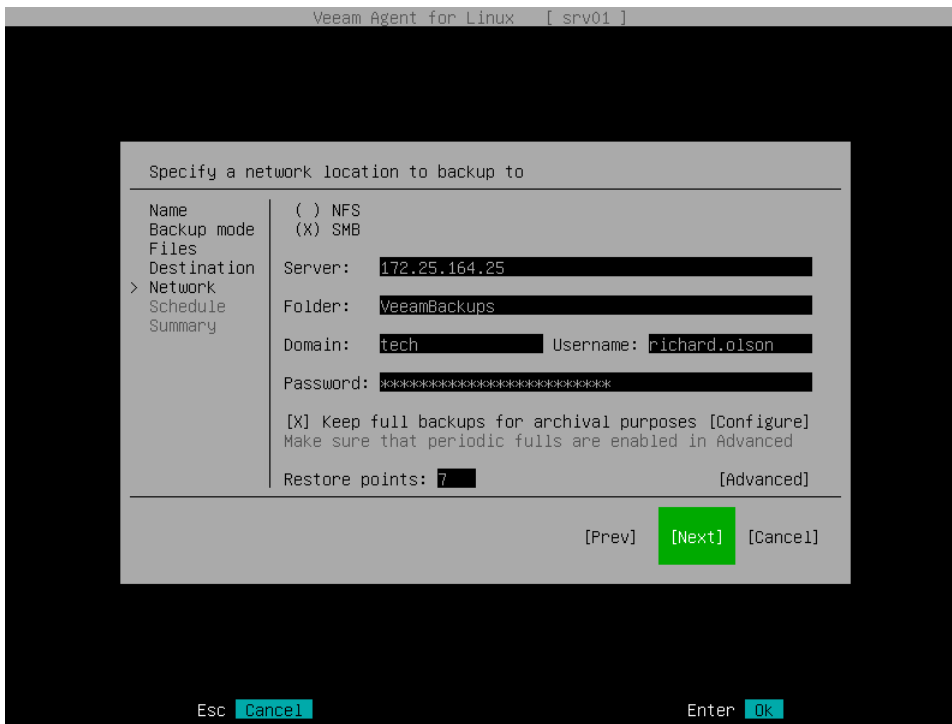 Veeam Agent for Linux [ srv01 ]
Specify a network location to backup to
Name
Backup mode
Files
Destination
> Network
Schedule
Summary
( ) NFS
(X) SMB
Server: 172.25.164.25
Folder: VeeamBackups
Domain: tech Username: richard.olson
Password: ************************
[X] Keep full backups for archival purposes [Configure]
Make sure that periodic fulls are enabled in Advanced
Restore points: 7 [Advanced]
[Prev] [Next] [Cancel]
Esc Cancel Enter Ok